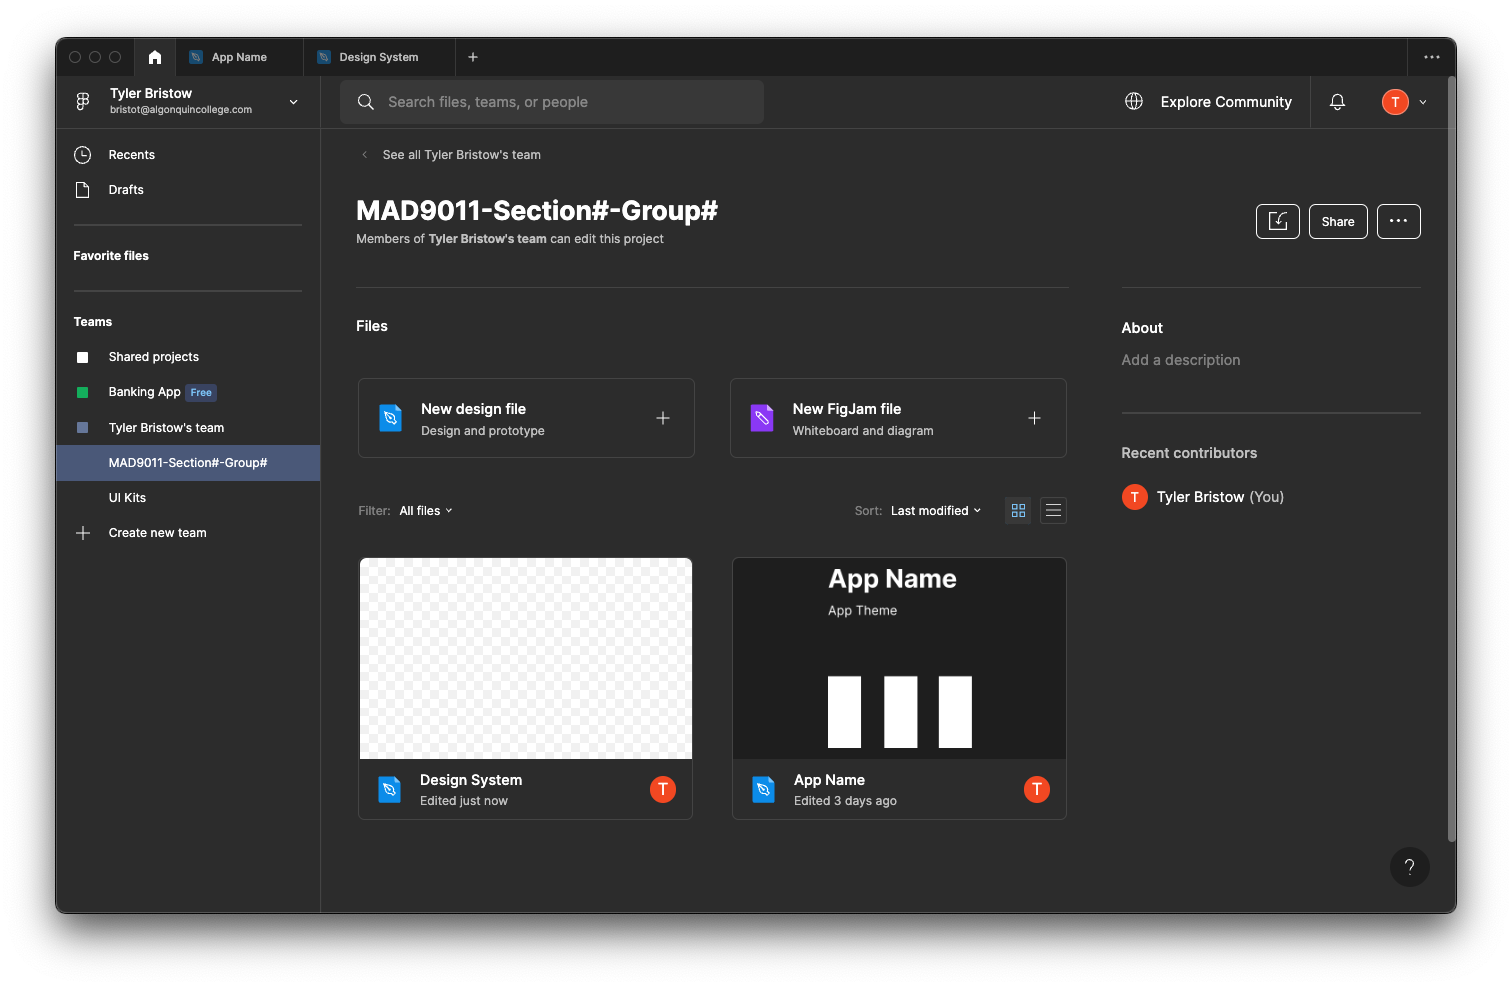 App Name
Design System
Tyler Bristow
bristot@algonquincollege.com
Search files, teams, or people
Explore Community
T
Recents
Drafts
Favorite files
Teams
Shared projects
Banking App Free
Tyler Bristow's team
MAD9011-Section#-Group#
UI Kits
Create new team
See all Tyler Bristow's team
MAD9011-Section#-Group#
Members of Tyler Bristow's team can edit this project
Share
Files
New design file
Design and prototype
New FigJam file
Whiteboard and diagram
Filter: All files
Sort: Last modified
App Name
App Theme
Design System
Edited just now
T
App Name
Edited 3 days ago
T
About
Add a description
Recent contributors
T Tyler Bristow (You)
?